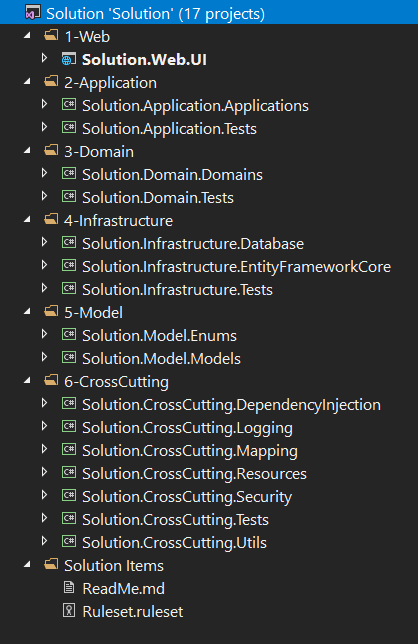 Solution 'Solution' (17 projects)
1-Web
Solution.Web.UI
2-Application
C# Solution.Application.Applications
C# Solution.Application.Tests
3-Domain
C# Solution.Domain.Domains
C# Solution.Domain.Tests
4-Infrastructure
C# Solution.Infrastructure.Database
C# Solution.Infrastructure.EntityFrameworkCore
C# Solution.Infrastructure.Tests
5-Model
C# Solution.Model.Enums
C# Solution.Model.Models
6-CrossCutting
C# Solution.CrossCutting.DependencyInjection
C# Solution.CrossCutting.Logging
C# Solution.CrossCutting.Mapping
C# Solution.CrossCutting.Resources
C# Solution.CrossCutting.Security
C# Solution.CrossCutting.Tests
C# Solution.CrossCutting.Utils
Solution Items
ReadMe.md
Ruleset.ruleset